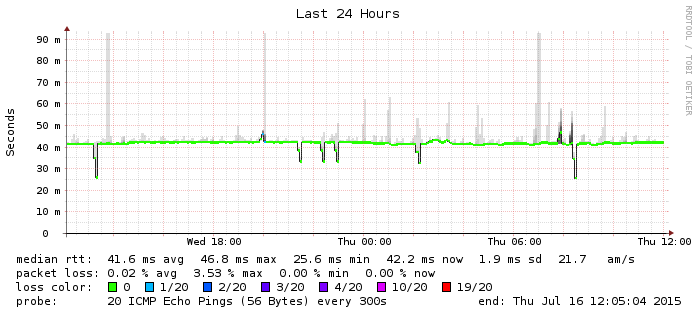 Last 24 Hours
RRDTOOL / TOBI OETIKER
Seconds
90 m
80 m
70 m
60 m
50 m
40 m
30 m
20 m
10 m
0
Wed 18:00 Thu 00:00 Thu 06:00 Thu 12:00
median rtt: 41.6 ms avg 46.8 ms max 25.6 ms min 42.2 ms now 1.9 ms sd 21.7 am/s
packet loss: 0.02 % avg 3.53 % max 0.00 % min 0.00 % now
loss color: 0 1/20 2/20 3/20 4/20 10/20 19/20
probe: 20 ICMP Echo Pings (56 Bytes) every 300s end: Thu Jul 16 12:05:04 2015